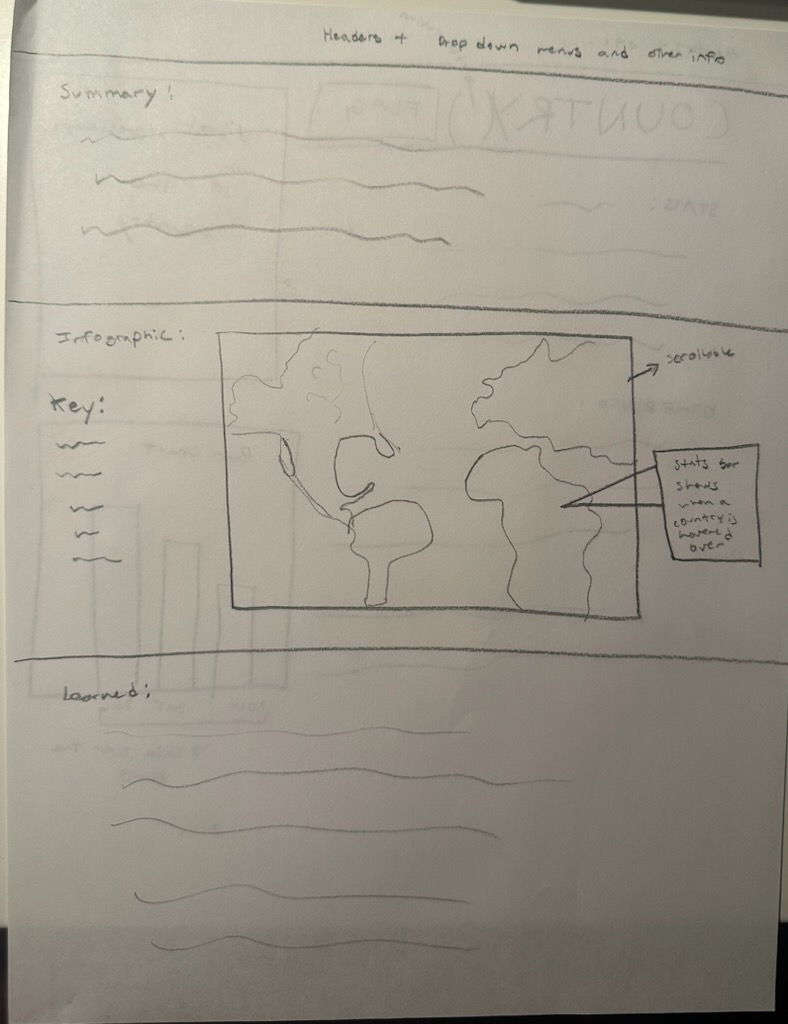 Headers + Drop down menus and other info
Summary:
Infographic:
scrollable
Key:
stats bar
shows
when a
country is
hovered
over
Learned: